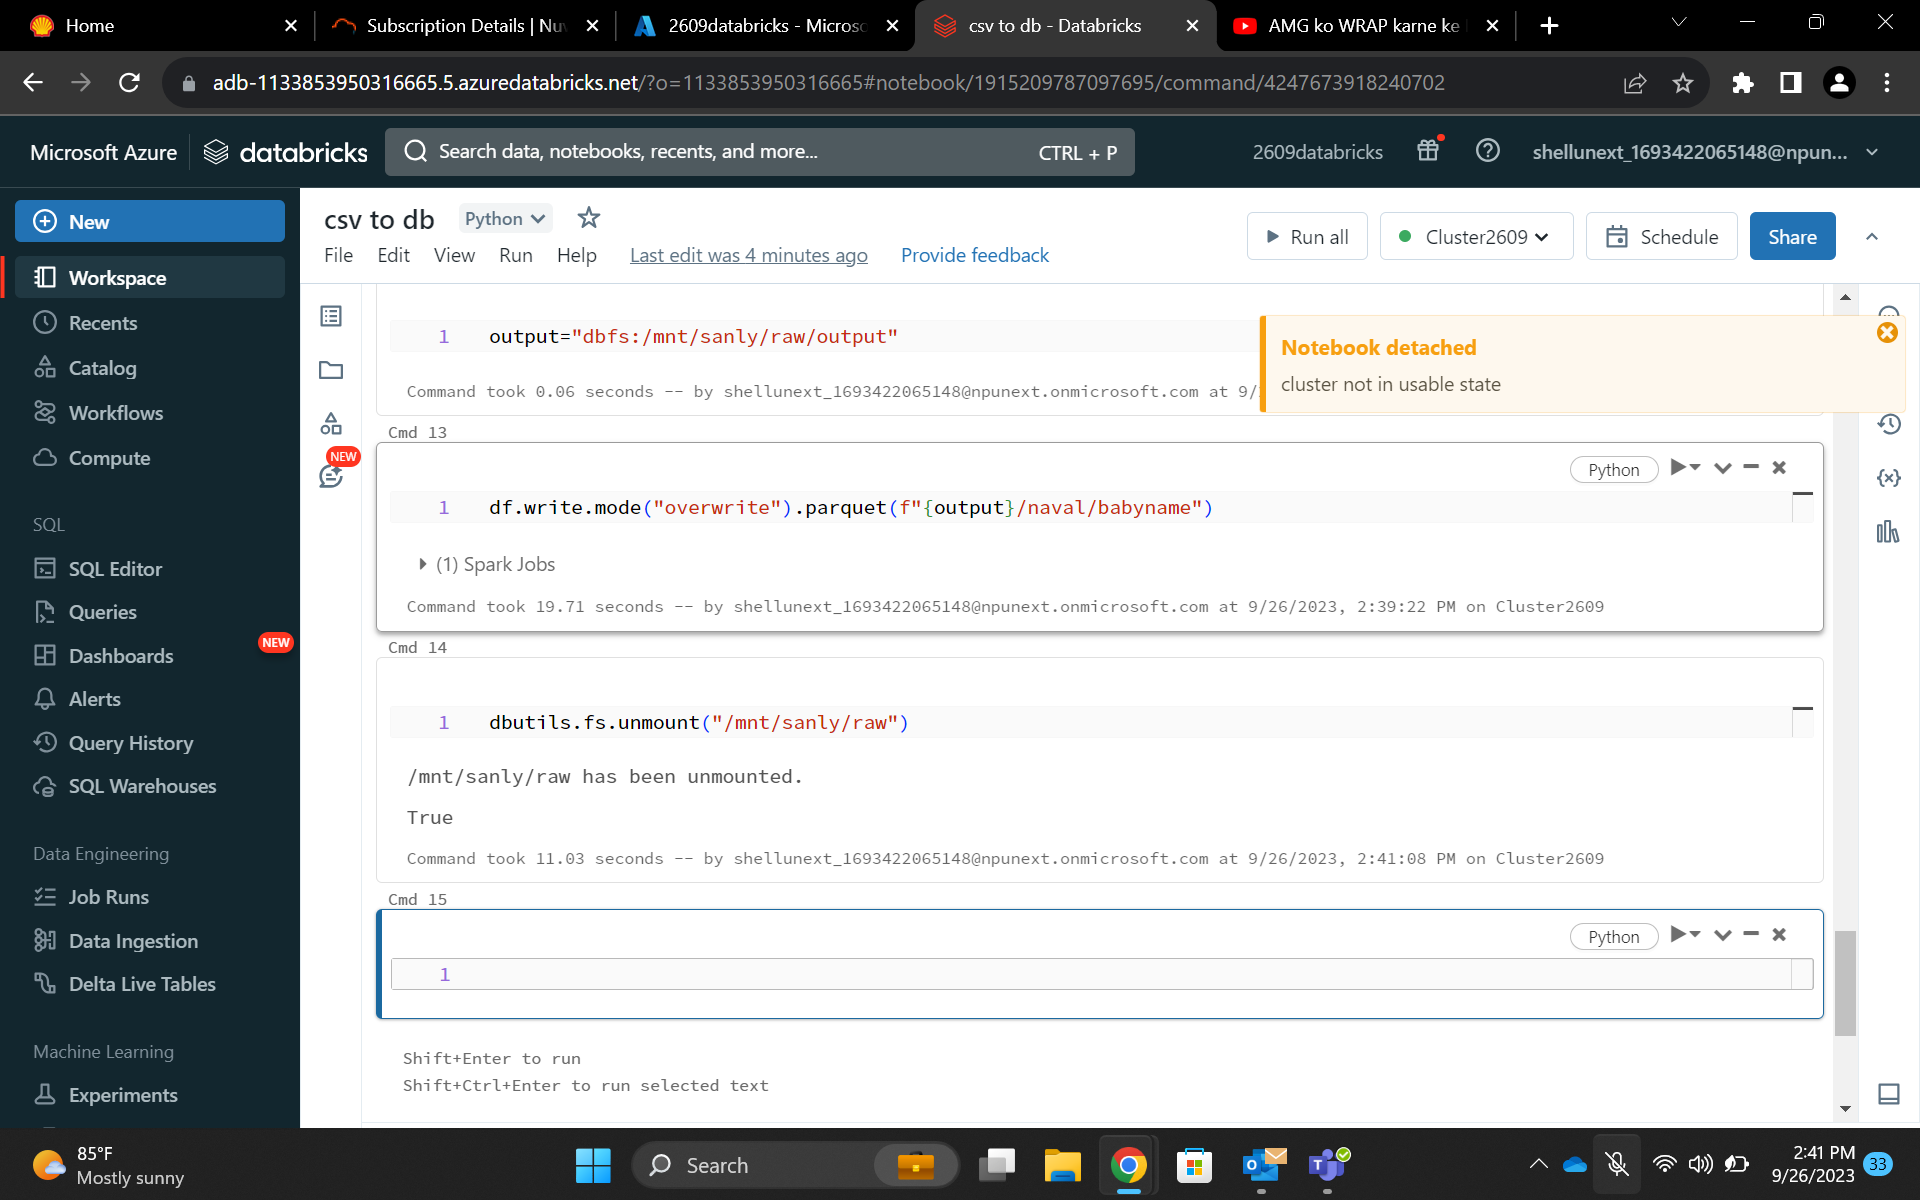 Home
Subscription Details | Nu
2609databricks - Microso
csv to db - Databricks
AMG ko WRAP karne ke
adb-1133853950316665.5.azuredatabricks.net/?o=1133853950316665#notebook/1915209787097695/command/4247673918240702
Microsoft Azure
databricks
Search data, notebooks, recents, and more...
CTRL + P
2609databricks
shellunext_1693422065148@npun...
New
Workspace
Recents
Catalog
Workflows
Compute
SQL
SQL Editor
Queries
Dashboards
NEW
Alerts
Query History
SQL Warehouses
Data Engineering
Job Runs
Data Ingestion
Delta Live Tables
Machine Learning
Experiments
csv to db
Python
File Edit View Run Help Last edit was 4 minutes ago Provide feedback
Run all
Cluster2609
Schedule
Share
NEW
1 output="dbfs:/mnt/sanly/raw/output"
Command took 0.06 seconds -- by shellunext_1693422065148@npunext.onmicrosoft.com at 9/
Notebook detached
cluster not in usable state
Cmd 13
Python
1 df.write.mode("overwrite").parquet(f"{output}/naval/babyname")
(1) Spark Jobs
Command took 19.71 seconds -- by shellunext_1693422065148@npunext.onmicrosoft.com at 9/26/2023, 2:39:22 PM on Cluster2609
Cmd 14
1 dbutils.fs.unmount("/mnt/sanly/raw")
/mnt/sanly/raw has been unmounted.
True
Command took 11.03 seconds -- by shellunext_1693422065148@npunext.onmicrosoft.com at 9/26/2023, 2:41:08 PM on Cluster2609
Cmd 15
Python
1
Shift+Enter to run
Shift+Ctrl+Enter to run selected text
85°F
Mostly sunny
Search
2:41 PM
9/26/2023
33